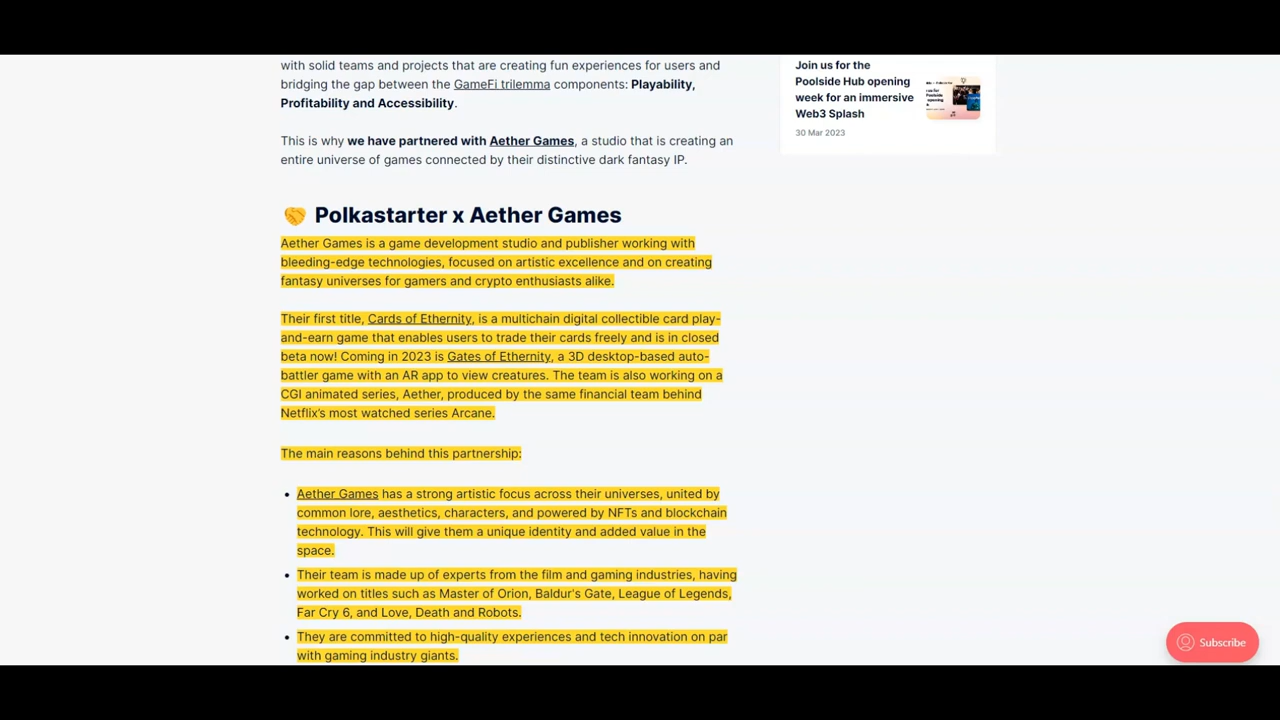 with solid teams and projects that are creating fun experiences for users and
bridging the gap between the GameFi trilemma components: Playability,
Profitability and Accessibility.
This is why we have partnered with Aether Games, a studio that is creating an
entire universe of games connected by their distinctive dark fantasy IP.
🤝 Polkastarter x Aether Games
Aether Games is a game development studio and publisher working with
bleeding-edge technologies, focused on artistic excellence and on creating
fantasy universes for gamers and crypto enthusiasts alike.
Their first title, Cards of Ethernity, is a multichain digital collectible card play-
and-earn game that enables users to trade their cards freely and is in closed
beta now! Coming in 2023 is Gates of Ethernity, a 3D desktop-based auto-
battler game with an AR app to view creatures. The team is also working on a
CGI animated series, Aether, produced by the same financial team behind
Netflix's most watched series Arcane.
The main reasons behind this partnership:
• Aether Games has a strong artistic focus across their universes, united by
common lore, aesthetics, characters, and powered by NFTs and blockchain
technology. This will give them a unique identity and added value in the
space.
• Their team is made up of experts from the film and gaming industries, having
worked on titles such as Master of Orion, Baldur's Gate, League of Legends,
Far Cry 6, and Love, Death and Robots.
• They are committed to high-quality experiences and tech innovation on par
with gaming industry giants.
Join us for the
Poolside Hub opening
week for an immersive
Web3 Splash
30 Mar 2023
Subscribe